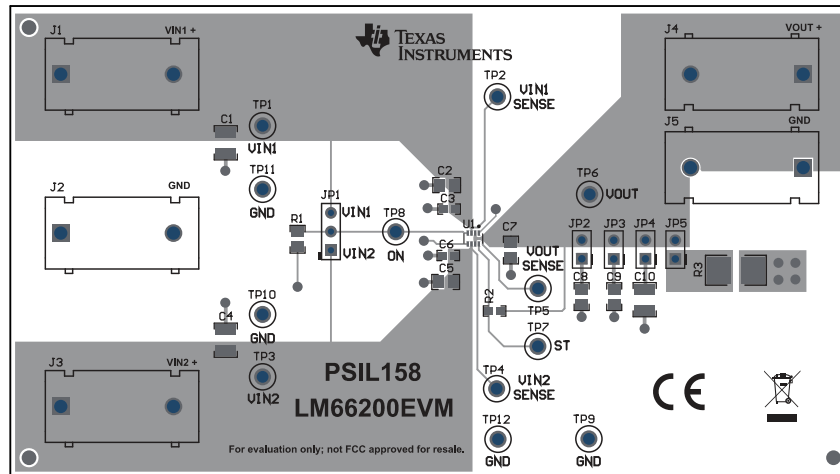 J1
VIN1 +
TEXAS
INSTRUMENTS
J4
VOUT +
TP2
VIN1
SENSE
TP1
C1
VIN1
J5
GND
TP11
GND
C2
TP6
VOUT
J2
GND
JP1
VIN1
C3
TP8
U1
R1
C7
JP2
JP3
JP4
JP5
VIN2
ON
C6
VOUT
SENSE
C5
R3
C8
C9
C10
TP10
GND
R2
TP5
C4
TP7
ST
J3
VIN2 +
TP3
VIN2
PSIL158
TP4
VIN2
SENSE
CE
LM66200EVM
TP12
GND
TP9
GND
For evaluation only; not FCC approved for resale.